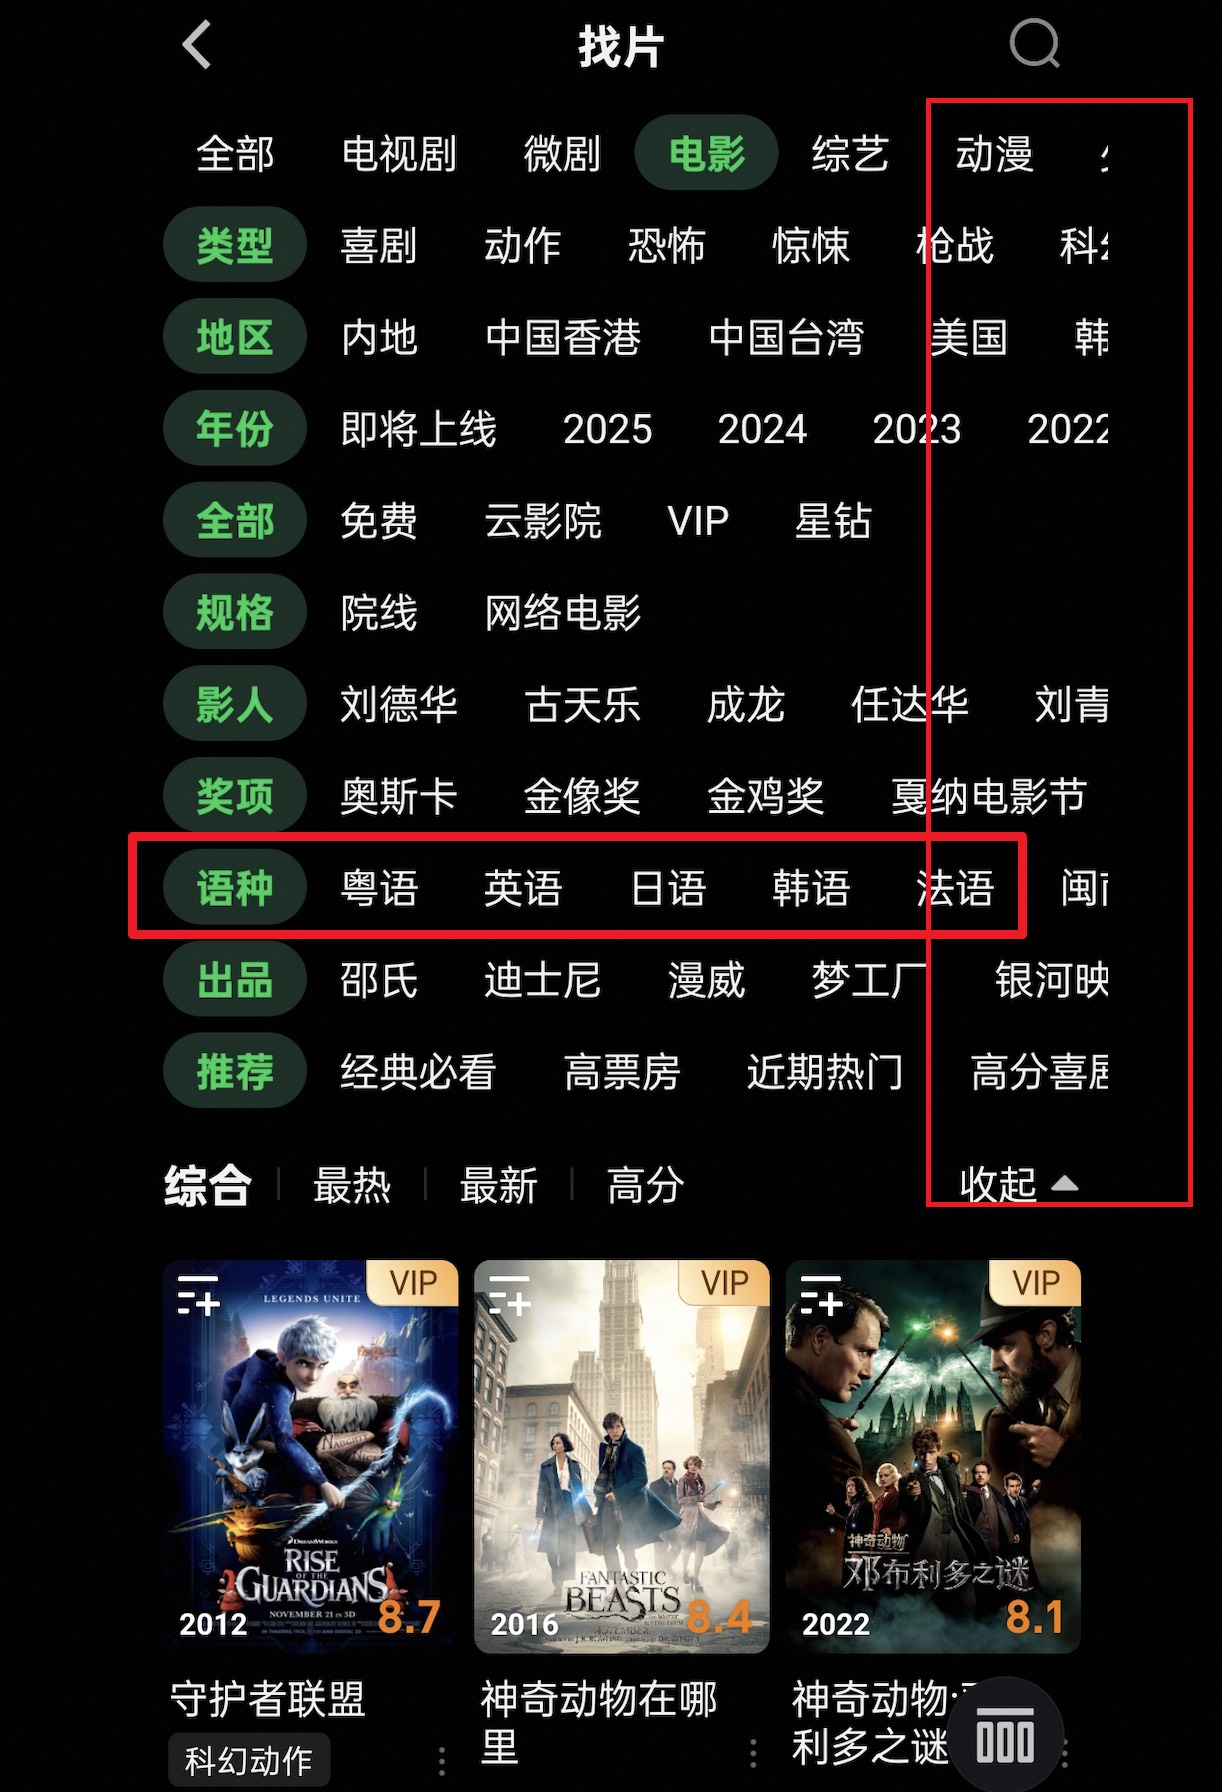 找片
全部 电视剧 微剧 电影 综艺 动漫
类型 喜剧 动作 恐怖 惊悚 枪战 科幻
地区 内地 中国香港 中国台湾 美国 韩
年份 即将上线 2025 2024 2023 2022
全部 免费 云影院 VIP 星钻
规格 院线 网络电影
影人 刘德华 古天乐 成龙 任达华 刘青
奖项 奥斯卡 金像奖 金鸡奖 戛纳电影节
语种 粤语 英语 日语 韩语 法语 闽南
出品 邵氏 迪士尼 漫威 梦工厂 银河映
推荐 经典必看 高票房 近期热门 高分喜剧
综合 最热 最新 高分 收起
VIP VIP VIP
LEGENDS UNITE
NAUGHTY
DREAMWORKS
RISE
OF THE
GUARDIANS
NOVEMBER 21 IN 3D
2012 8.7
FANTASTIC
BEASTS
NOVEMBER
2016 8.4
神奇动物
邓布利多之谜
2022 8.1
守护者联盟
科幻动作
神奇动物在哪
里
神奇动物:
利多之谜